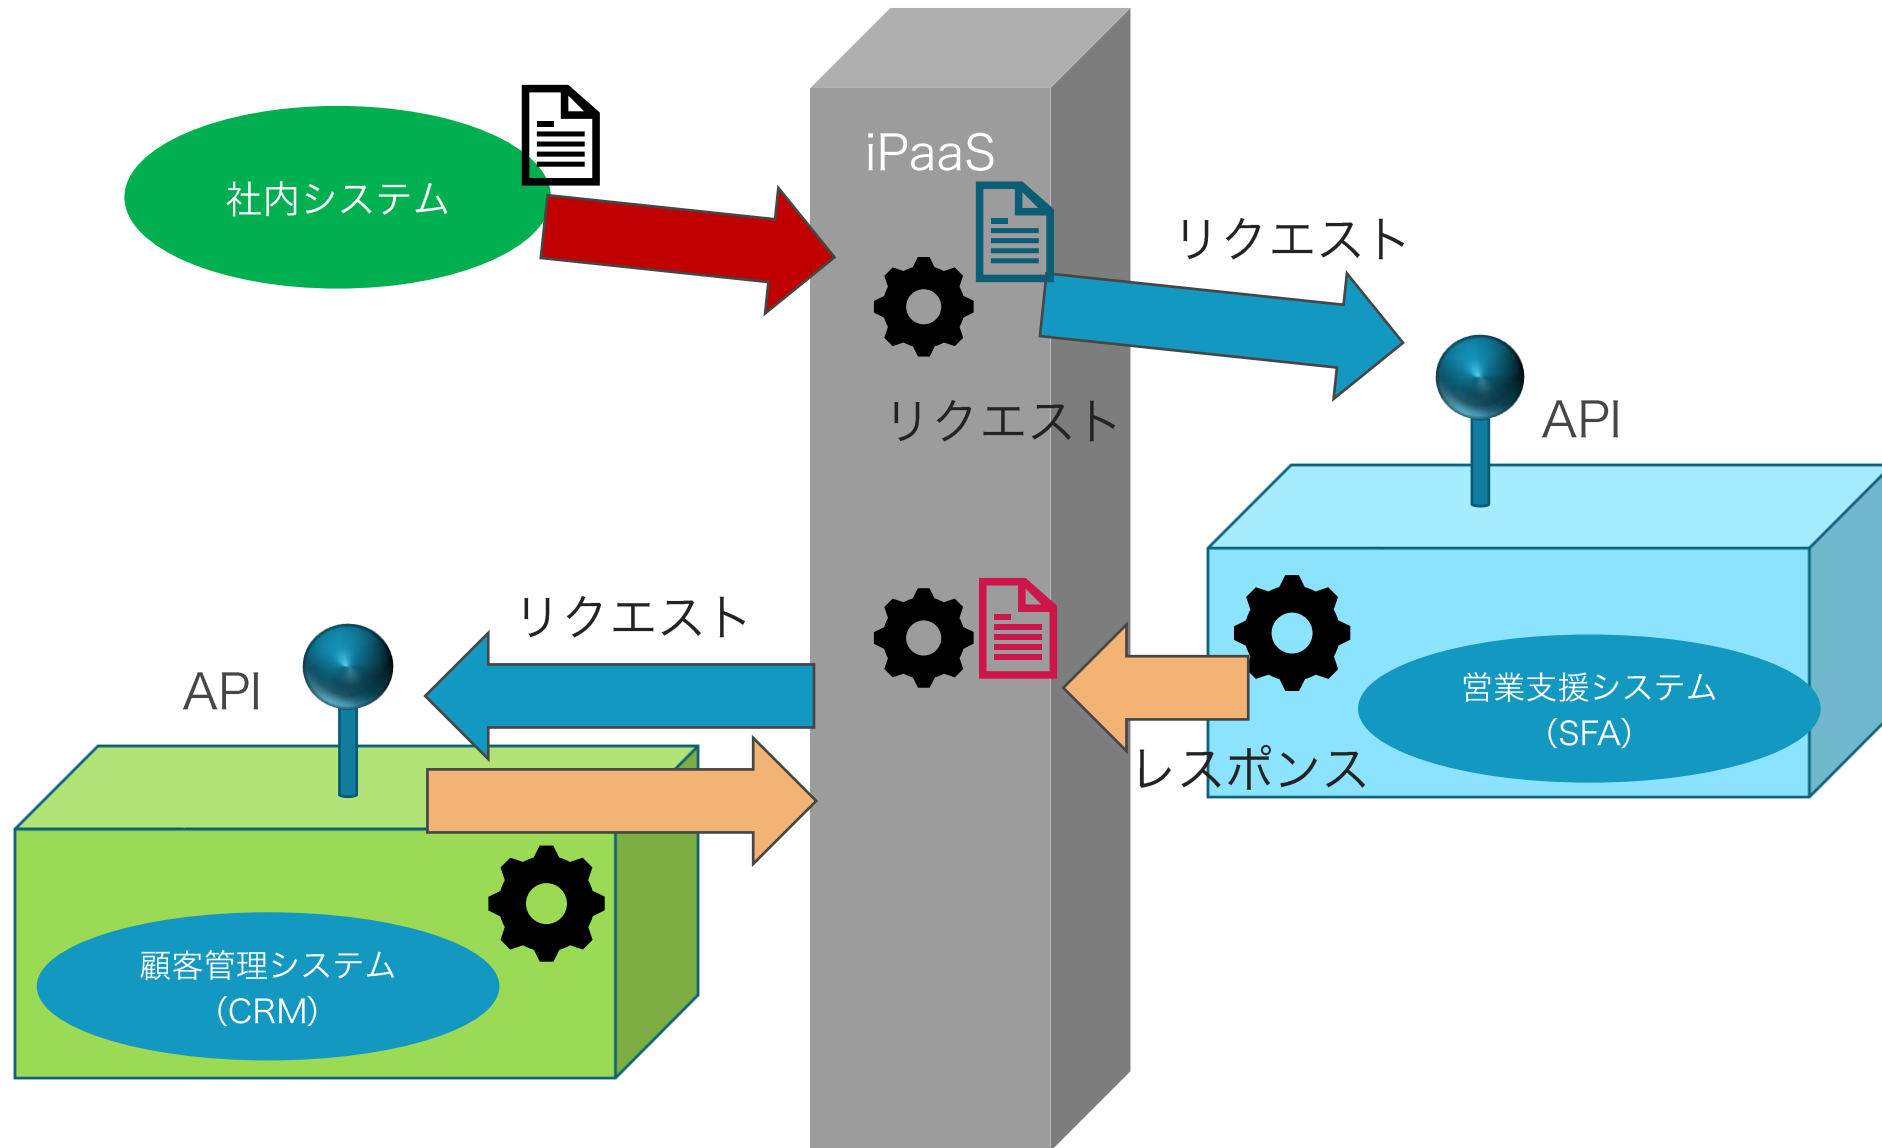 iPaaS
社内システム
リクエスト
API
リクエスト
リクエスト
API
営業支援システム
（SFA）
レスポンス
顧客管理システム
（CRM）